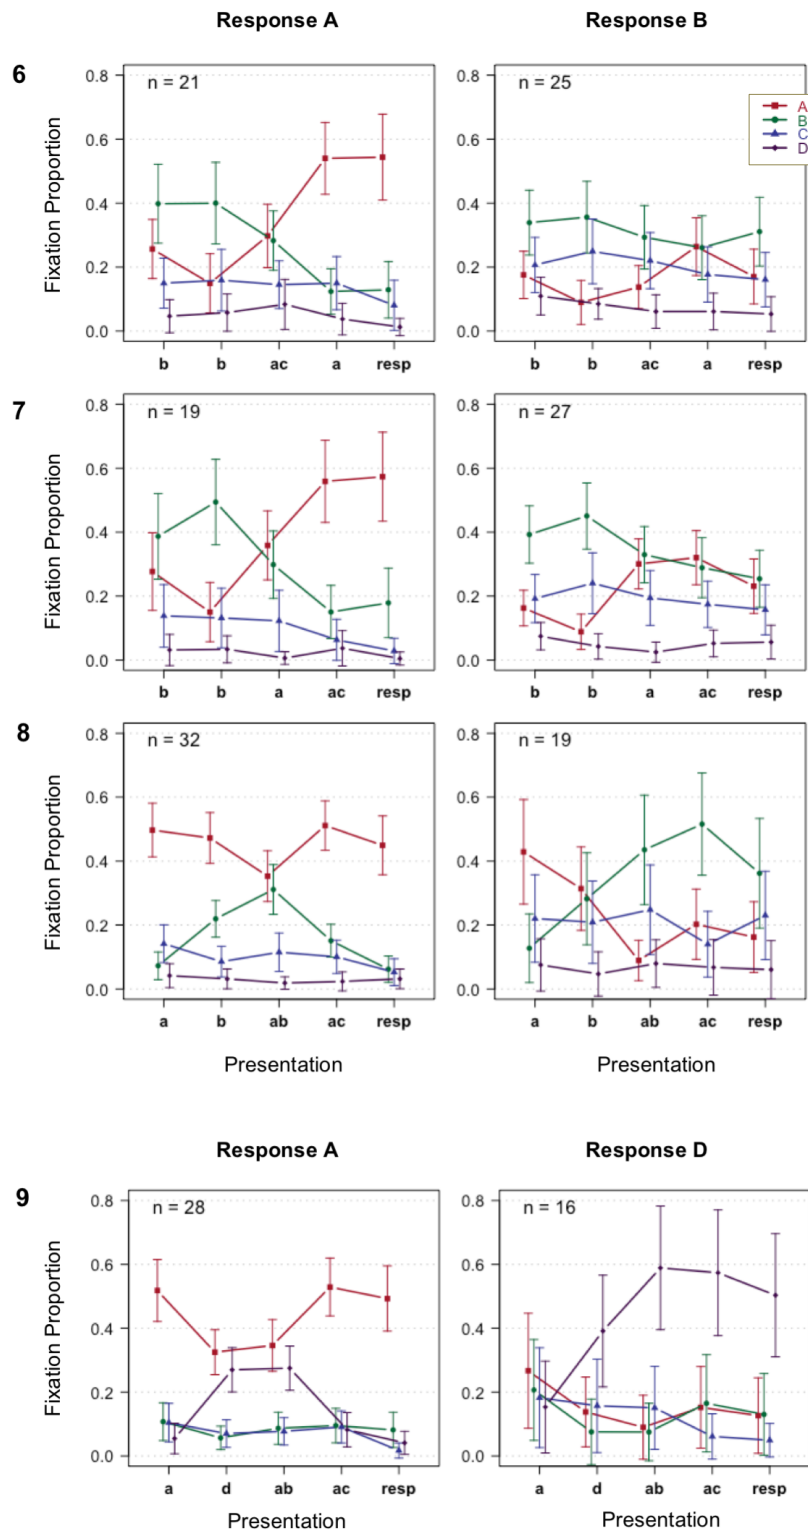 Response A Response B
6
n = 21 n = 25
A
B
C
D
Fixation Proportion
0.8
0.6
0.4
0.2
0.0
b b ac a resp b b ac a resp
7
n = 19 n = 27
Fixation Proportion
0.8
0.6
0.4
0.2
0.0
b b a ac resp b b a ac resp
8
n = 32 n = 19
Fixation Proportion
0.8
0.6
0.4
0.2
0.0
a b ab ac resp a b ab ac resp
Presentation Presentation
Response A Response D
9
n = 28 n = 16
Fixation Proportion
0.8
0.6
0.4
0.2
0.0
a d ab ac resp a d ab ac resp
Presentation Presentation